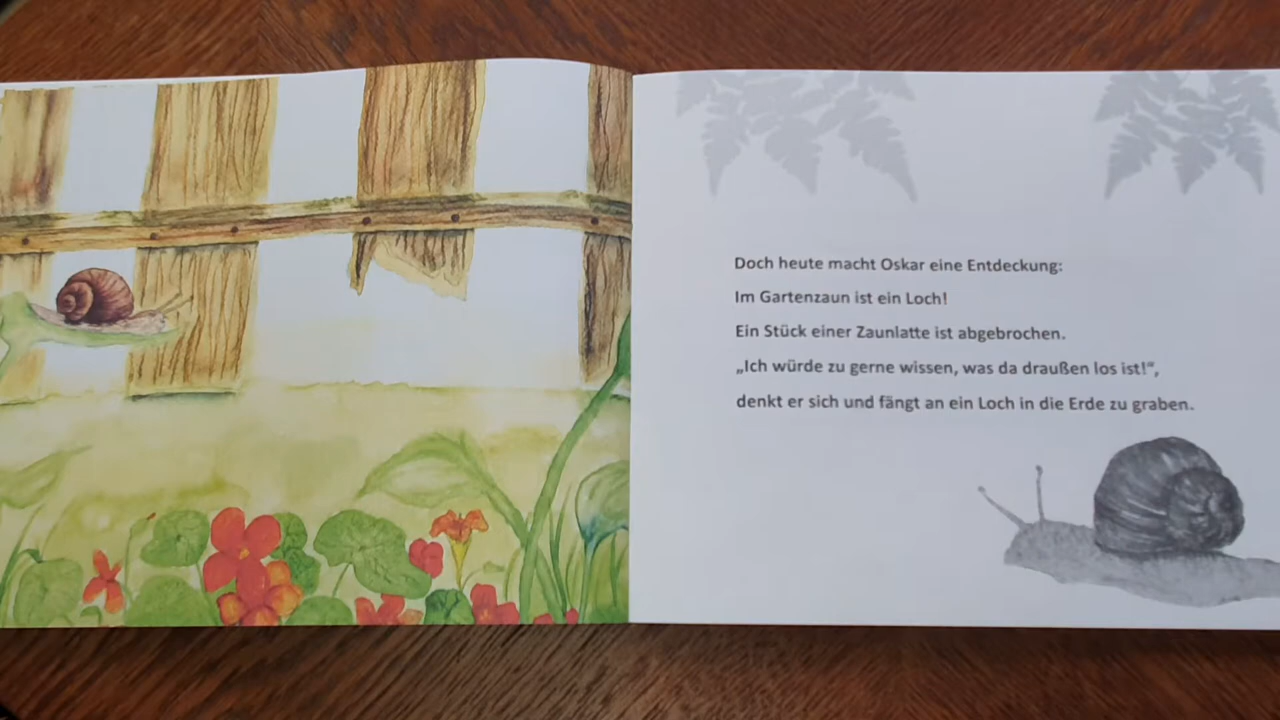 Doch heute macht Oskar eine Entdeckung:
Im Gartenzaun ist ein Loch!
Ein Stück einer Zaunlatte ist abgebrochen.
„Ich würde zu gerne wissen, was da draußen los ist!“,
denkt er sich und fängt an ein Loch in die Erde zu graben.